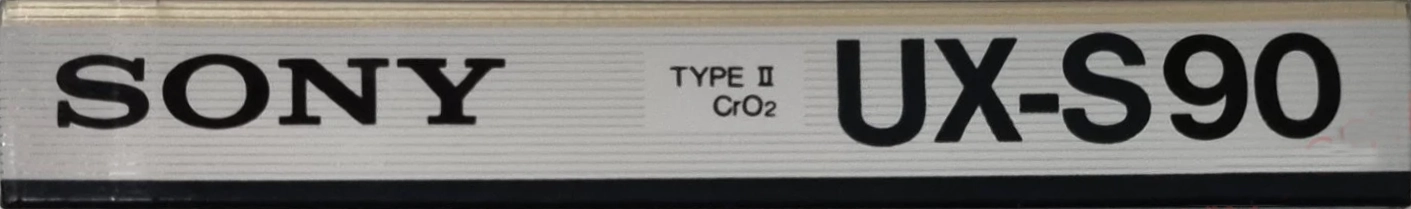 SONY
TYPE II
CrO2
UX-S90